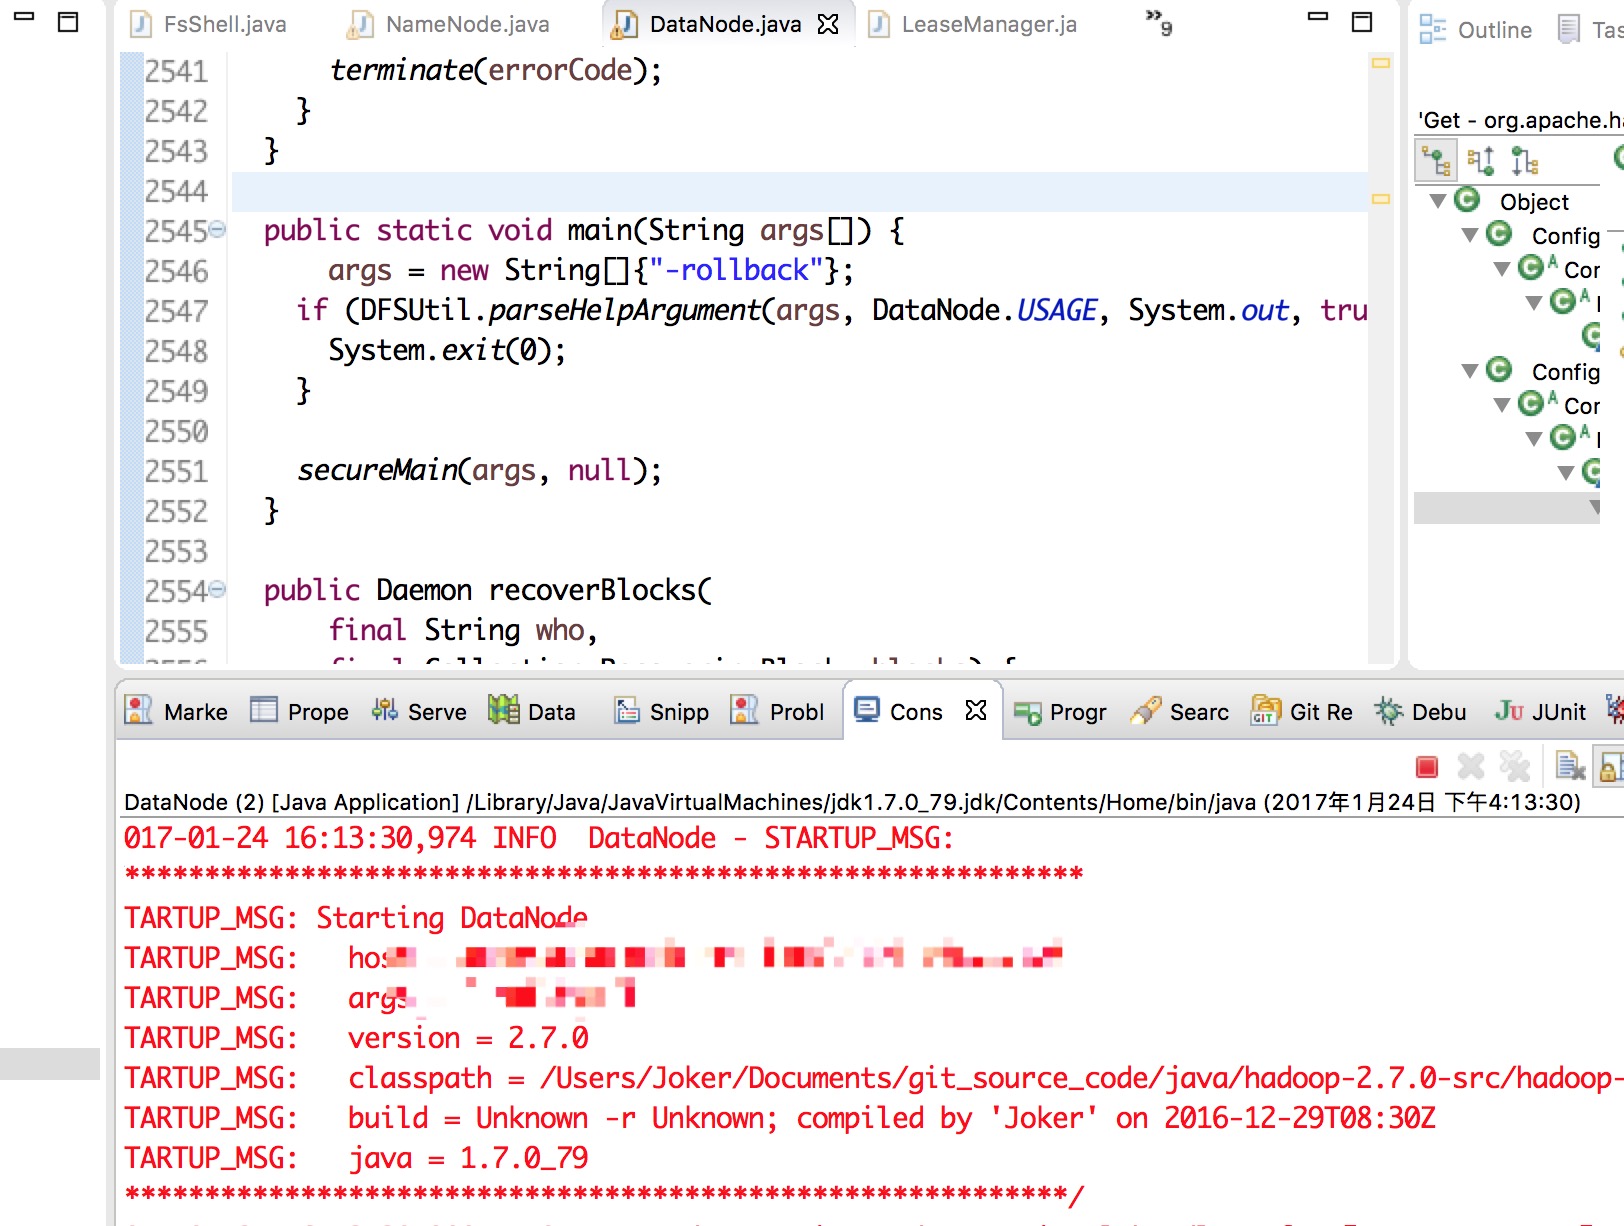 FsShell.java NameNode.java DataNode.java LeaseManager.ja »9 Outline Tas
2541 terminate(errorCode);
2542 }
2543 }
2544
2545 public static void main(String args[]) {
2546 args = new String[]{"-rollback"};
2547 if (DFSUtil.parseHelpArgument(args, DataNode.USAGE, System.out, tru
2548 System.exit(0);
2549 }
2550
2551 secureMain(args, null);
2552 }
2553
2554 public Daemon recoverBlocks(
2555 final String who,
'Get - org.apache.ha
Object
Config
Cor
Config
Cor
Marke Prope Serve Data Snipp Probl Cons Progr Searc Git Re Debu JUnit
DataNode (2) [Java Application] /Library/Java/JavaVirtualMachines/jdk1.7.0_79.jdk/Contents/Home/bin/java (2017年1月24日 下午4:13:30)
017-01-24 16:13:30,974 INFO  DataNode - STARTUP_MSG:
************************************************************
TARTUP_MSG: Starting DataNode
TARTUP_MSG:   hos
TARTUP_MSG:   args
TARTUP_MSG:   version = 2.7.0
TARTUP_MSG:   classpath = /Users/Joker/Documents/git_source_code/java/hadoop-2.7.0-src/hadoop-
TARTUP_MSG:   build = Unknown -r Unknown; compiled by 'Joker' on 2016-12-29T08:30Z
TARTUP_MSG:   java = 1.7.0_79
***********************************************************/